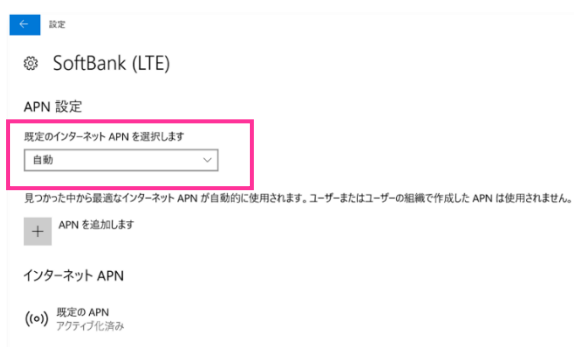 設定
SoftBank (LTE)
APN 設定
既定のインターネット APN を選択します
自動
見つかった中から最適なインターネット APN が自動的に使用されます。ユーザーまたはユーザーの組織で作成した APN は使用されません。
APN を追加します
インターネット APN
既定の APN
アクティブ化済み